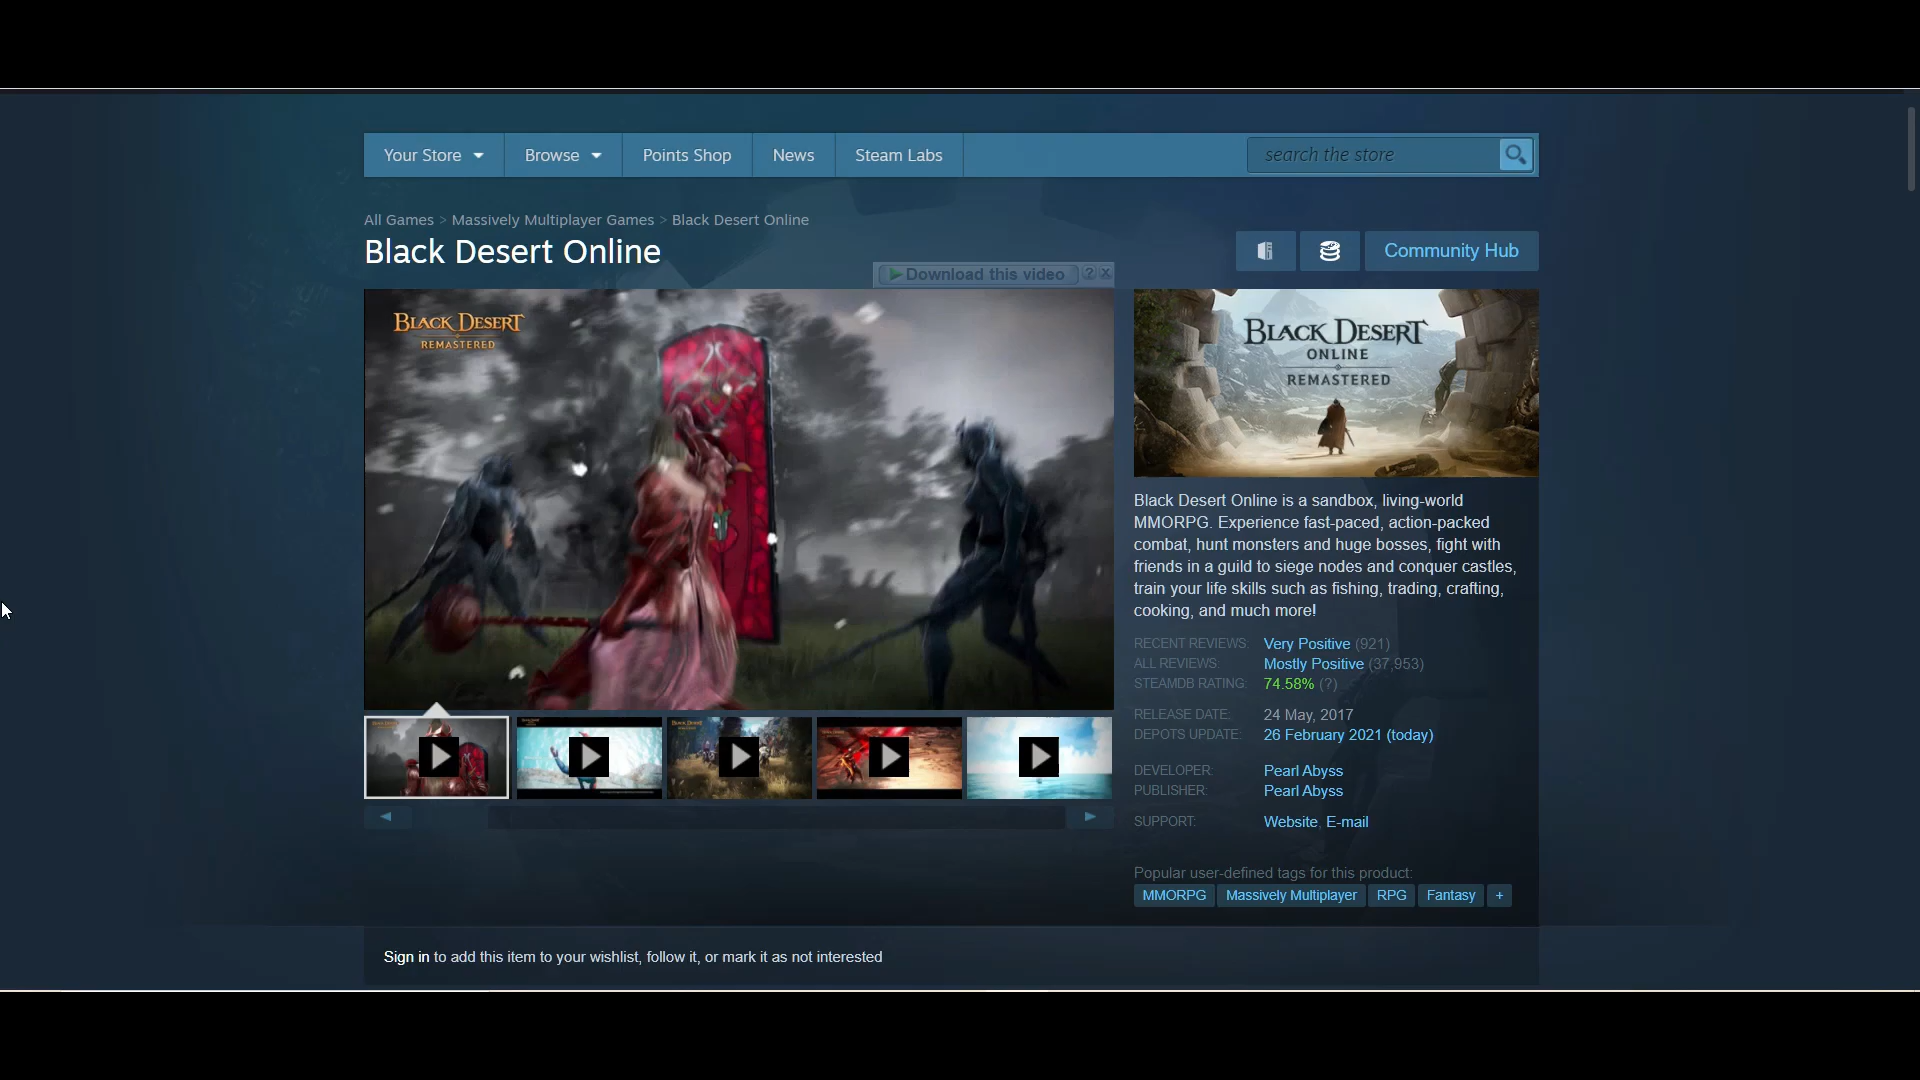 Your Store
Browse
Points Shop
News
Steam Labs
search the store
All Games > Massively Multiplayer Games > Black Desert Online
Black Desert Online
Community Hub
Download this video ? x
BLACK DESERT
REMASTERED
BLACK DESERT
ONLINE
REMASTERED
Black Desert Online is a sandbox, living-world
MMORPG. Experience fast-paced, action-packed
combat, hunt monsters and huge bosses, fight with
friends in a guild to siege nodes and conquer castles,
train your life skills such as fishing, trading, crafting,
cooking, and much more!
RECENT REVIEWS: Very Positive (921)
ALL REVIEWS: Mostly Positive (37,953)
STEAMDB RATING: 74.58% (?)
RELEASE DATE: 24 May, 2017
DEPOTS UPDATE: 26 February 2021 (today)
DEVELOPER: Pearl Abyss
PUBLISHER: Pearl Abyss
SUPPORT: Website, E-mail
Popular user-defined tags for this product:
MMORPG Massively Multiplayer RPG Fantasy +
Sign in to add this item to your wishlist, follow it, or mark it as not interested